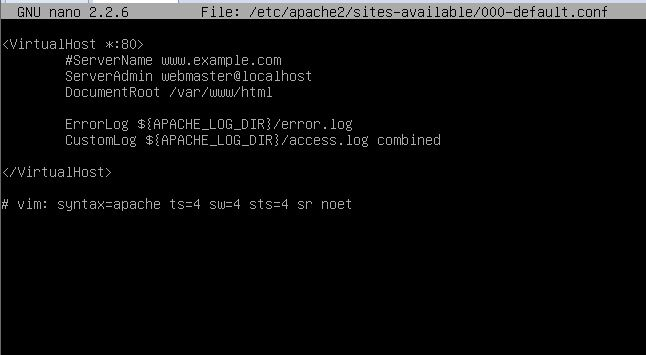 GNU nano 2.2.6 File: /etc/apache2/sites-available/000-default.conf
<VirtualHost *:80>
#ServerName www.example.com
ServerAdmin webmaster@localhost
DocumentRoot /var/www/html
ErrorLog ${APACHE_LOG_DIR}/error.log
CustomLog ${APACHE_LOG_DIR}/access.log combined
</VirtualHost>
# vim: syntax=apache ts=4 sw=4 sts=4 sr noet